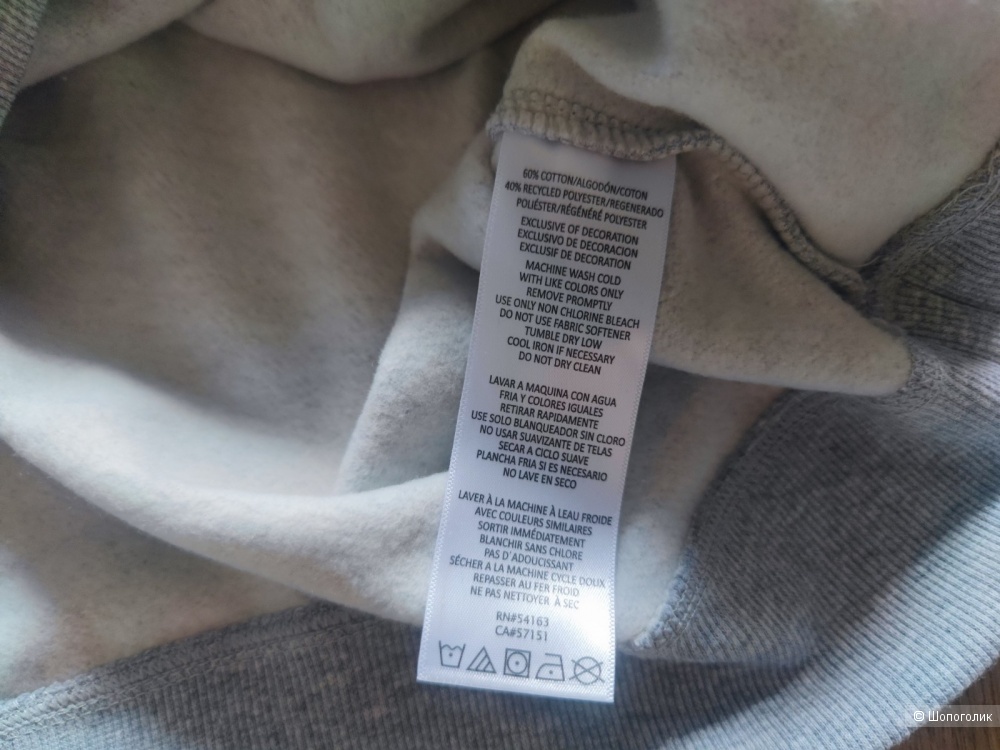 60% COTTON/ALGODÓN/COTON
40% RECYCLED POLYESTER/REGENERADO
POLIÉSTER/RÉGÉNÉRÉ POLYESTER
EXCLUSIVE OF DECORATION
EXCLUSIVO DE DECORACION
EXCLUSIF DE DECORATION
MACHINE WASH COLD
WITH LIKE COLORS ONLY
REMOVE PROMPTLY
USE ONLY NON CHLORINE BLEACH
DO NOT USE FABRIC SOFTENER
TUMBLE DRY LOW
COOL IRON IF NECESSARY
DO NOT DRY CLEAN
LAVAR A MAQUINA CON AGUA
FRIA Y COLORES IGUALES
RETIRAR RAPIDAMENTE
USE SOLO BLANQUEADOR SIN CLORO
NO USAR SUAVIZANTE DE TELAS
SECAR A CICLO SUAVE
PLANCHA FRIA SI ES NECESARIO
NO LAVE EN SECO
LAVER À LA MACHINE À LEAU FROIDE
AVEC COULEURS SIMILAIRES
SORTIR IMMÉDIATEMENT
BLANCHIR SANS CHLORE
PAS D'ADOUCISSANT
SÉCHER A LA MACHINE CYCLE DOUX
REPASSER AU FER FROID
NE PAS NETTOYER À SEC
RN#54163
CA#57151
© Шопоголик